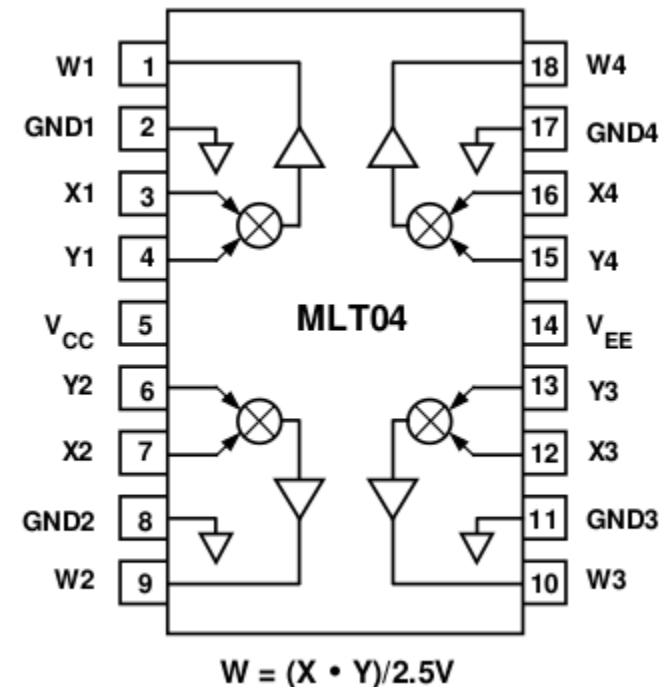 W1 1 18 W4
GND1 2 17 GND4
X1 3 16 X4
Y1 4 15 Y4
VCC 5 MLT04 14 VEE
Y2 6 13 Y3
X2 7 12 X3
GND2 8 11 GND3
W2 9 10 W3
W = (X • Y)/2.5V